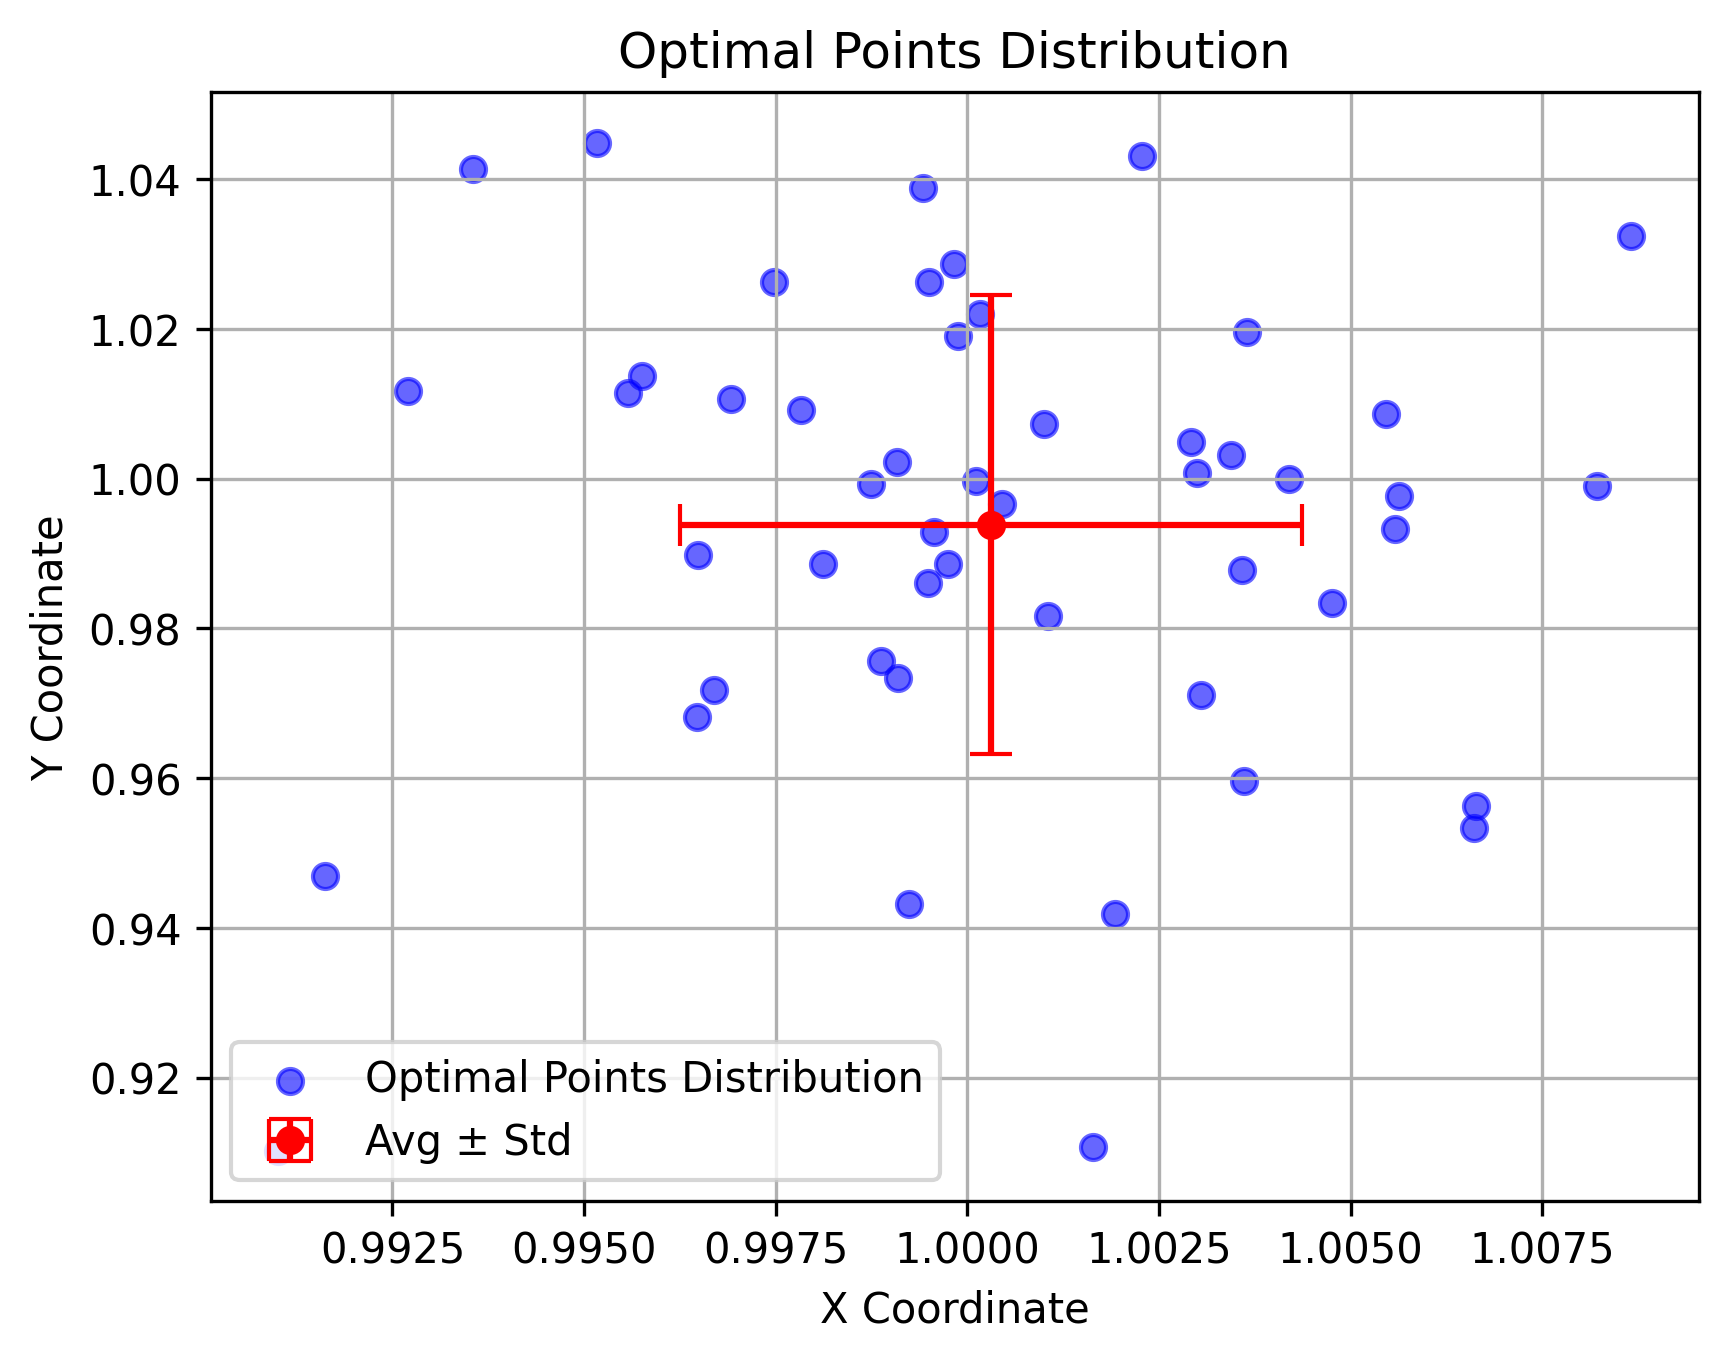 Optimal Points Distribution
1.04
1.02
1.00
0.98
0.96
0.94
0.92
Y Coordinate
Optimal Points Distribution
Avg ± Std
0.9925 0.9950 0.9975 1.0000 1.0025 1.0050 1.0075
X Coordinate